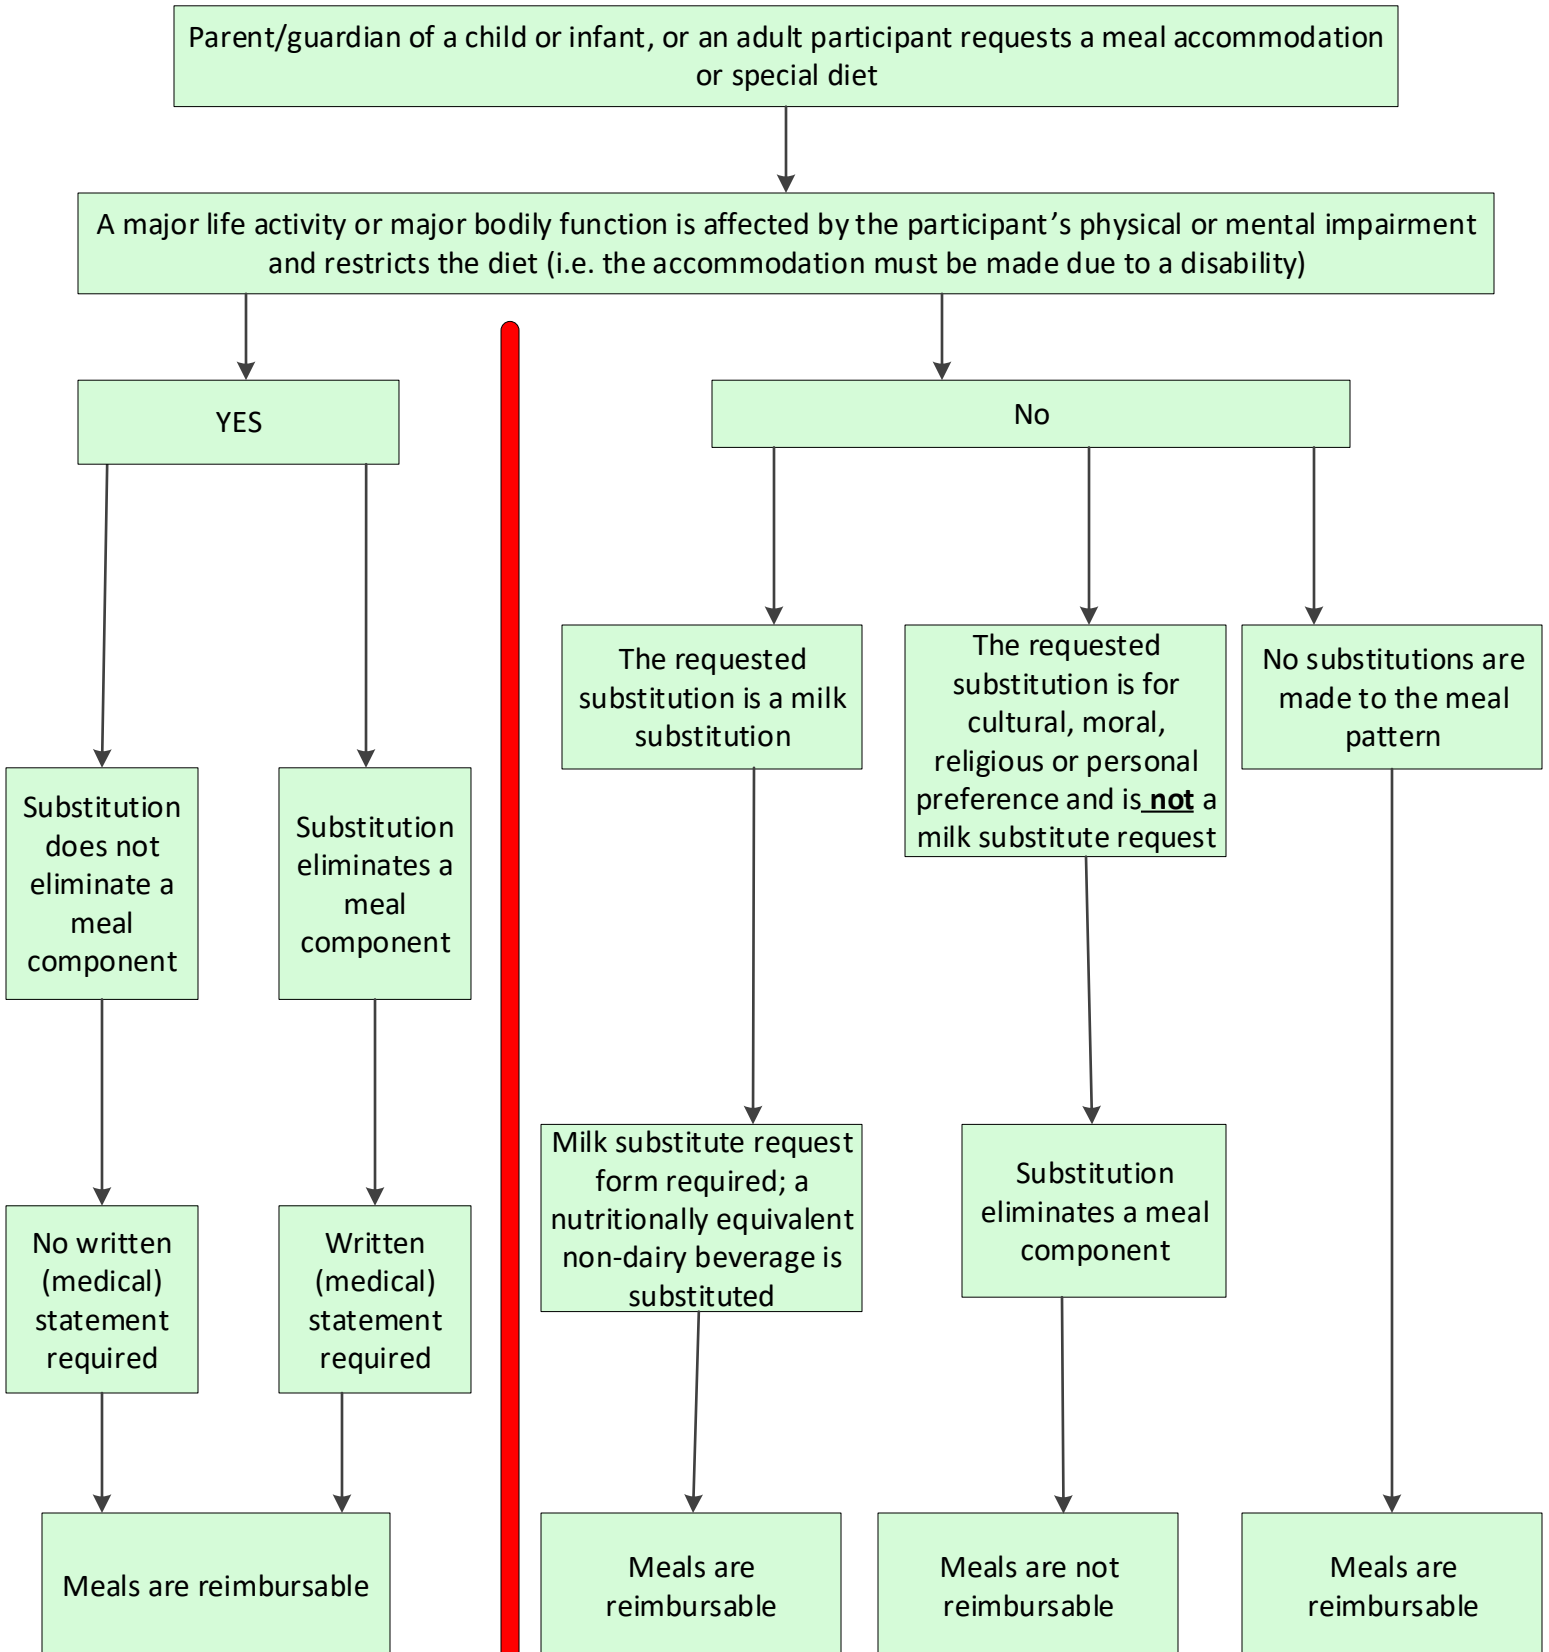 Parent/guardian of a child or infant, or an adult participant requests a meal accommodation
or special diet
A major life activity or major bodily function is affected by the participant’s physical or mental impairment
and restricts the diet (i.e. the accommodation must be made due to a disability)
YES
No
Substitution
does not
eliminate a
meal
component
Substitution
eliminates a
meal
component
The requested
substitution is a milk
substitution
The requested
substitution is for
cultural, moral,
religious or personal
preference and is not a
milk substitute request
No substitutions are
made to the meal
pattern
No written
(medical)
statement
required
Written
(medical)
statement
required
Milk substitute request
form required; a
nutritionally equivalent
non-dairy beverage is
substituted
Substitution
eliminates a meal
component
Meals are reimbursable
Meals are
reimbursable
Meals are not
reimbursable
Meals are
reimbursable